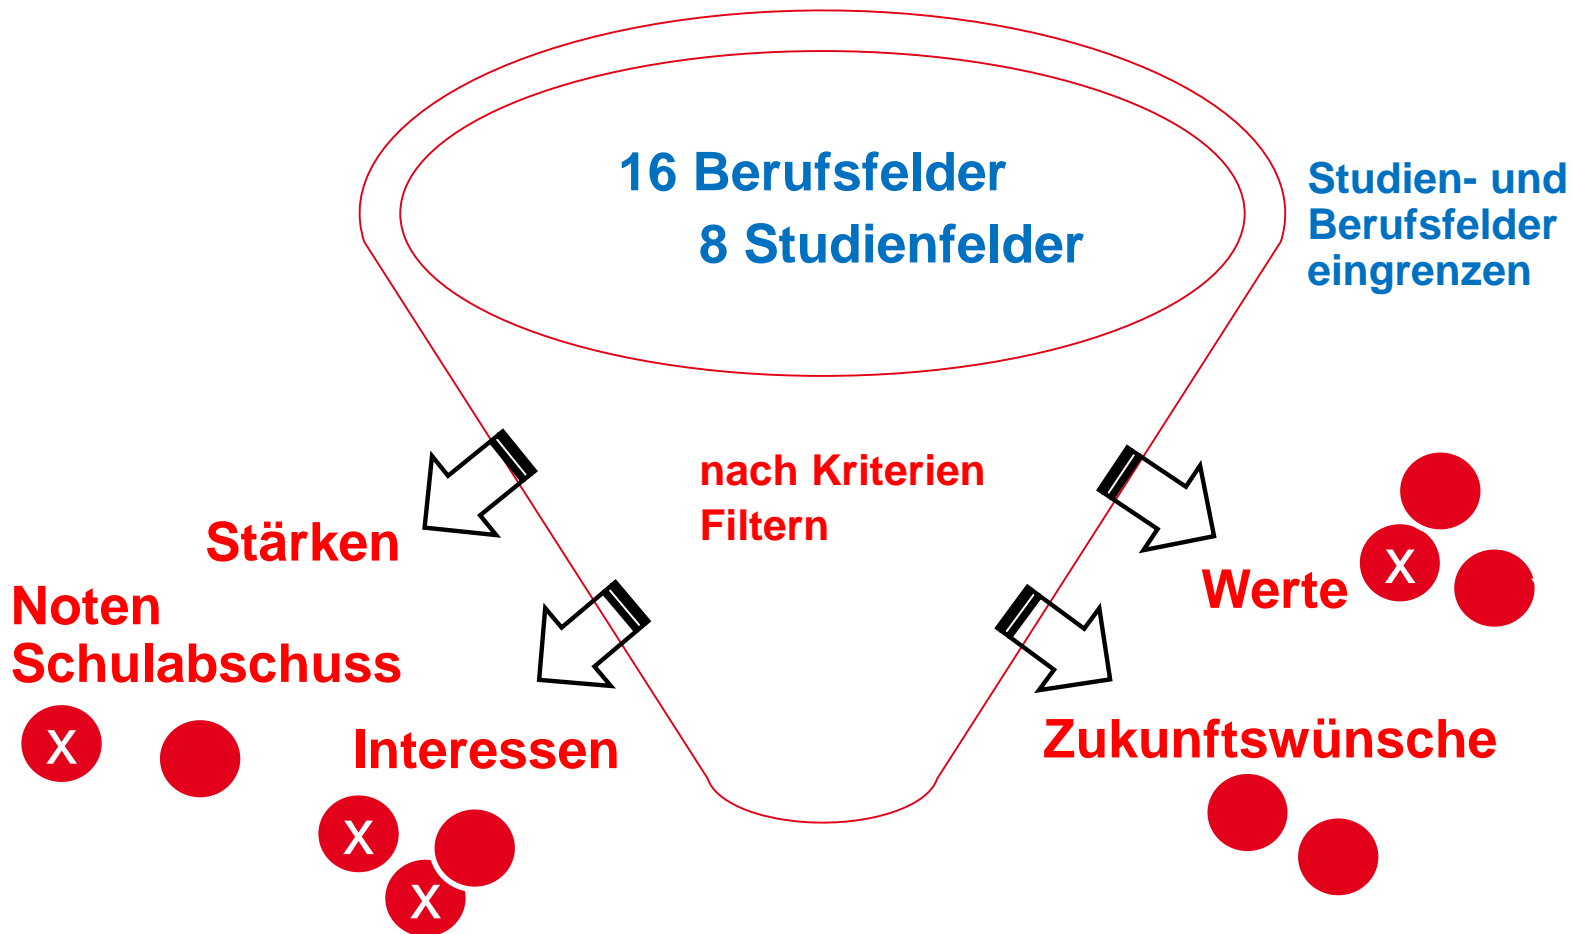 16 Berufsfelder
8 Studienfelder
Studien- und
Berufsfelder
eingrenzen
nach Kriterien
Filtern
Stärken
Noten
Schulabschuss
Interessen
Werte
Zukunftswünsche
x
x
x
x